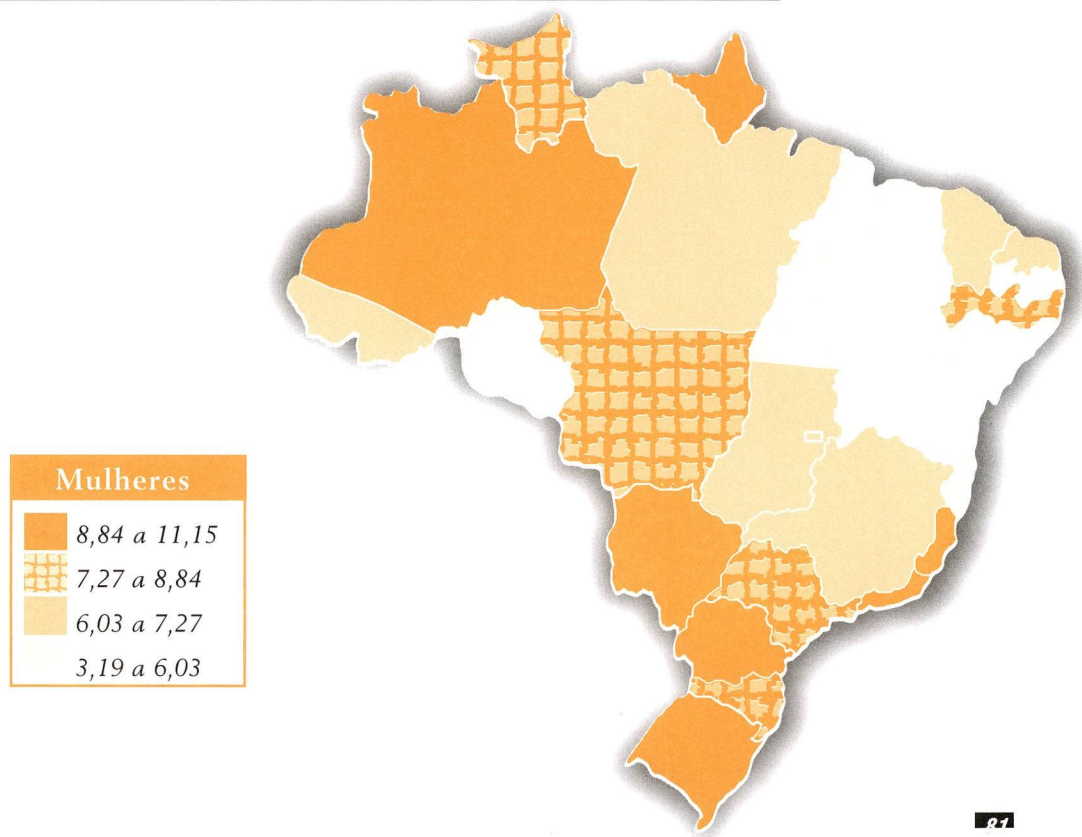 Mulheres
8,84 a 11,15
7,27 a 8,84
6,03 a 7,27
3,19 a 6,03
81